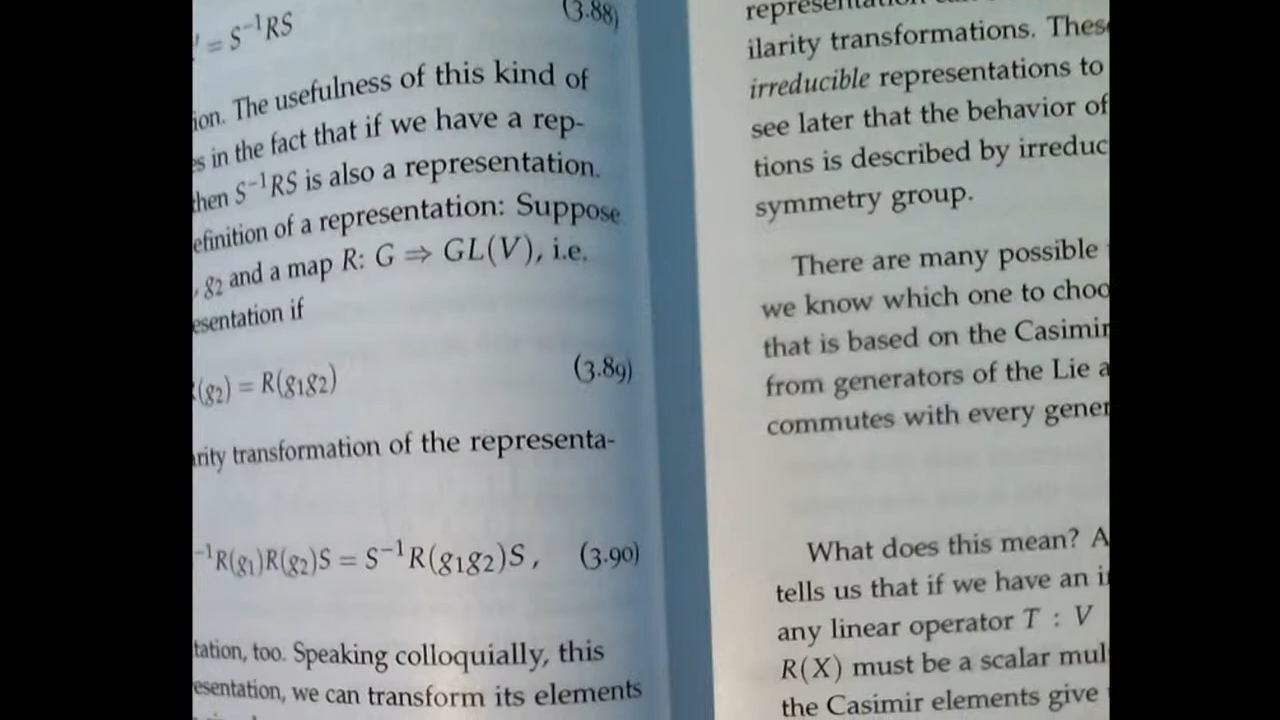 ' = S⁻¹RS (3.88)
ion. The usefulness of this kind of
es in the fact that if we have a rep-
then S⁻¹RS is also a representation.
efinition of a representation: Suppose
, g₂ and a map R: G ⇒ GL(V), i.e.
esentation if
(g₂) = R(g₁g₂) (3.89)
arity transformation of the representa-
⁻¹R(g₁)R(g₂)S = S⁻¹R(g₁g₂)S , (3.90)
tation, too. Speaking colloquially, this
esentation, we can transform its elements
ilarity transformations. These
irreducible representations to
see later that the behavior of
tions is described by irreduc
symmetry group.
There are many possible
we know which one to choo
that is based on the Casimir
from generators of the Lie a
commutes with every gener
What does this mean? A
tells us that if we have an i
any linear operator T : V
R(X) must be a scalar mul
the Casimir elements give